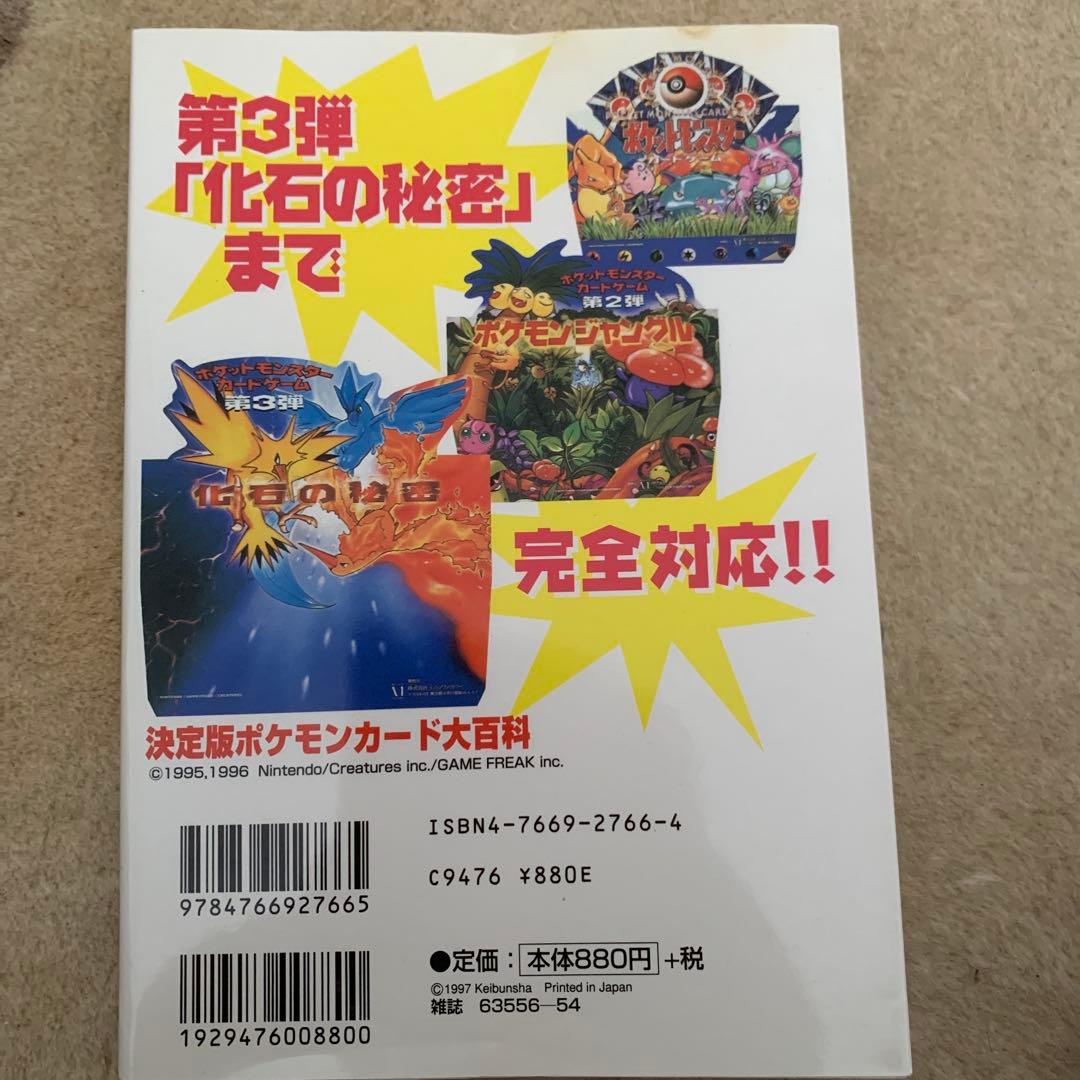 第3弾
「化石の秘密」
まで
ポケットモンスター
ポケットモンスター
カードゲーム
第2弾
ポケモンジャングル
ポケットモンスター
カードゲーム
第3弾
化石の秘密
完全対応!!
決定版ポケモンカード大百科
©1995,1996 Nintendo/Creatures inc./GAME FREAK inc.
ISBN4-7669-2766-4
C9476 ¥880E
9784766927665
●定価：本体880円+税
©1997 Keibunsha Printed in Japan
雑誌 63556—54
1929476008800